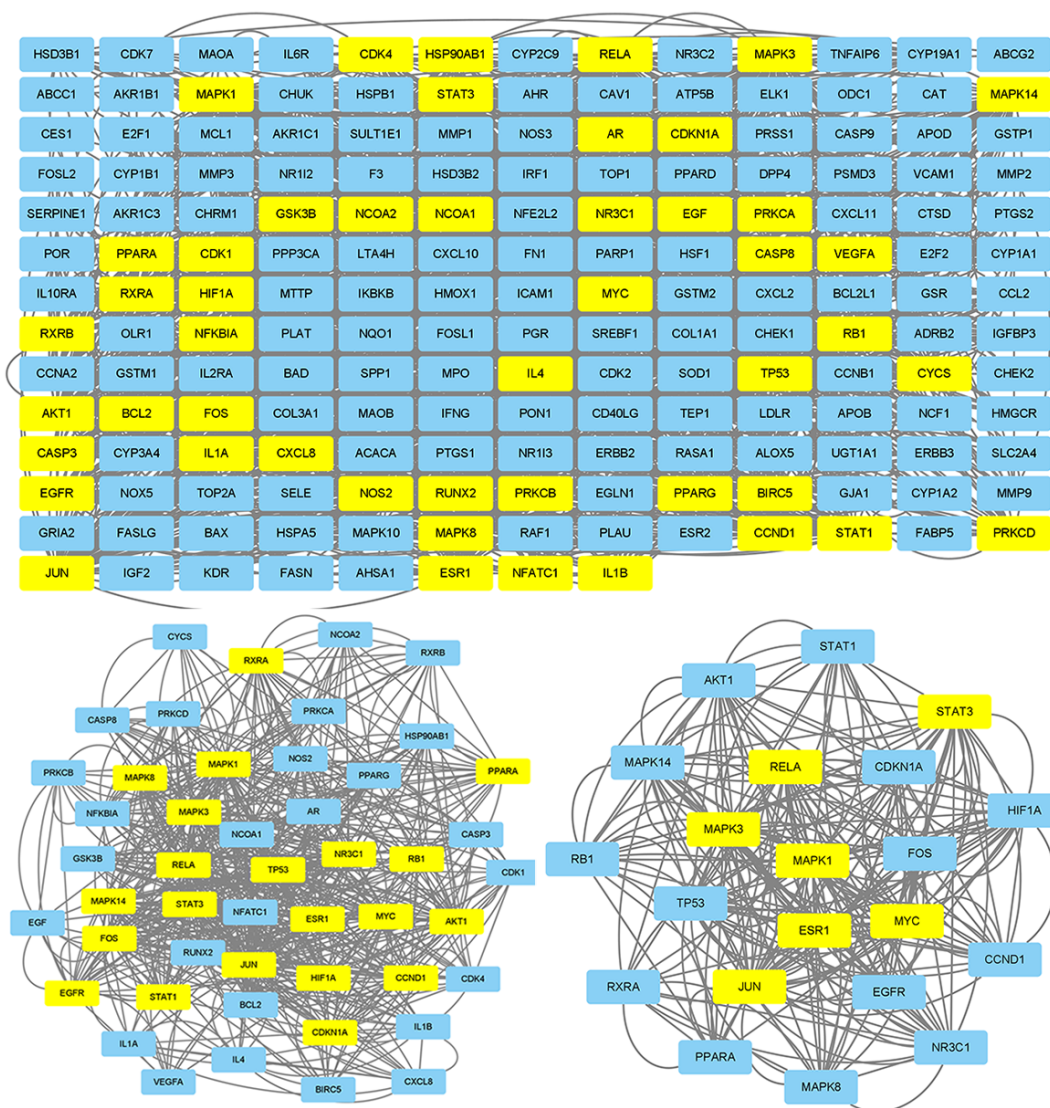 HSD3B1 CDK7 MAOA IL6R CDK4 HSP90AB1 CYP2C9 RELA NR3C2 MAPK3 TNFAIP6 CYP19A1 ABCG2
ABCC1 AKR1B1 MAPK1 CHUK HSPB1 STAT3 AHR CAV1 ATP5B ELK1 ODC1 CAT MAPK14
CES1 E2F1 MCL1 AKR1C1 SULT1E1 MMP1 NOS3 AR CDKN1A PRSS1 CASP9 APOD GSTP1
FOSL2 CYP1B1 MMP3 NR1I2 F3 HSD3B2 IRF1 TOP1 PPARD DPP4 PSMD3 VCAM1 MMP2
SERPINE1 AKR1C3 CHRM1 GSK3B NCOA2 NCOA1 NFE2L2 NR3C1 EGF PRKCA CXCL11 CTSD PTGS2
POR PPARA CDK1 PPP3CA LTA4H CXCL10 FN1 PARP1 HSF1 CASP8 VEGFA E2F2 CYP1A1
IL10RA RXRA HIF1A MTTP IKBKB HMOX1 ICAM1 MYC GSTM2 CXCL2 BCL2L1 GSR CCL2
RXRB OLR1 NFKBIA PLAT NQO1 FOSL1 PGR SREBF1 COL1A1 CHEK1 RB1 ADRB2 IGFBP3
CCNA2 GSTM1 IL2RA BAD SPP1 MPO IL4 CDK2 SOD1 TP53 CCNB1 CYCS CHEK2
AKT1 BCL2 FOS COL3A1 MAOB IFNG PON1 CD40LG TEP1 LDLR APOB NCF1 HMGCR
CASP3 CYP3A4 IL1A CXCL8 ACACA PTGS1 NR1I3 ERBB2 RASA1 ALOX5 UGT1A1 ERBB3 SLC2A4
EGFR NOX5 TOP2A SELE NOS2 RUNX2 PRKCB EGLN1 PPARG BIRC5 GJA1 CYP1A2 MMP9
GRIA2 FASLG BAX HSPA5 MAPK10 MAPK8 RAF1 PLAU ESR2 CCND1 STAT1 FABP5 PRKCD
JUN IGF2 KDR FASN AHSA1 ESR1 NFATC1 IL1B
CYCS NCOA2
RXRA RXRB
CASP8 PRKCD PRKCA
HSP90AB1
MAPK1 NOS2
PRKCB MAPK8 PPARG PPARA
NFKBIA MAPK3 AR
NCOA1 CASP3
GSK3B RELA TP53 NR3C1 RB1 CDK1
MAPK14 STAT3 NFATC1 ESR1 MYC AKT1
EGF FOS RUNX2
JUN HIF1A CCND1 CDK4
EGFR STAT1 BCL2
CDKN1A IL1B
IL1A IL4
VEGFA BIRC5 CXCL8
STAT1
AKT1
STAT3
MAPK14 RELA CDKN1A
HIF1A
MAPK3
RB1 MAPK1 FOS
TP53
ESR1 MYC
CCND1
RXRA JUN EGFR
PPARA NR3C1
MAPK8